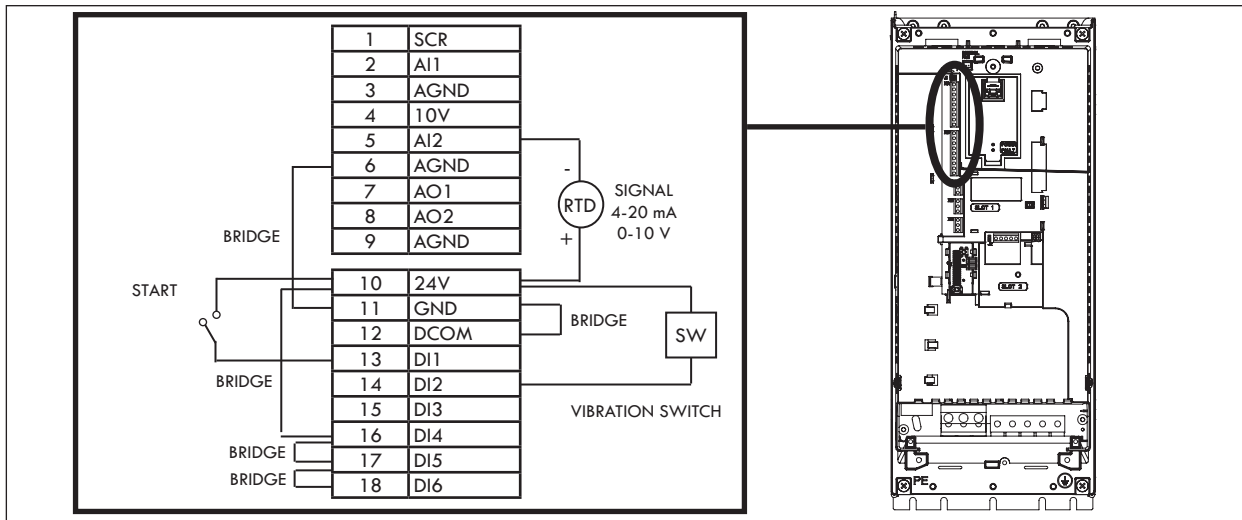 1 SCR
2 AI1
3 AGND
4 10V
5 AI2
6 AGND
7 AO1
8 AO2
9 AGND
10 24V
11 GND
12 DCOM
13 DI1
14 DI2
15 DI3
16 DI4
17 DI5
18 DI6
BRIDGE
START
BRIDGE
BRIDGE
BRIDGE
BRIDGE
-
RTD
+
SIGNAL
4-20 mA
0-10 V
SW
VIBRATION SWITCH
SLOT 1
SLOT 2
PE